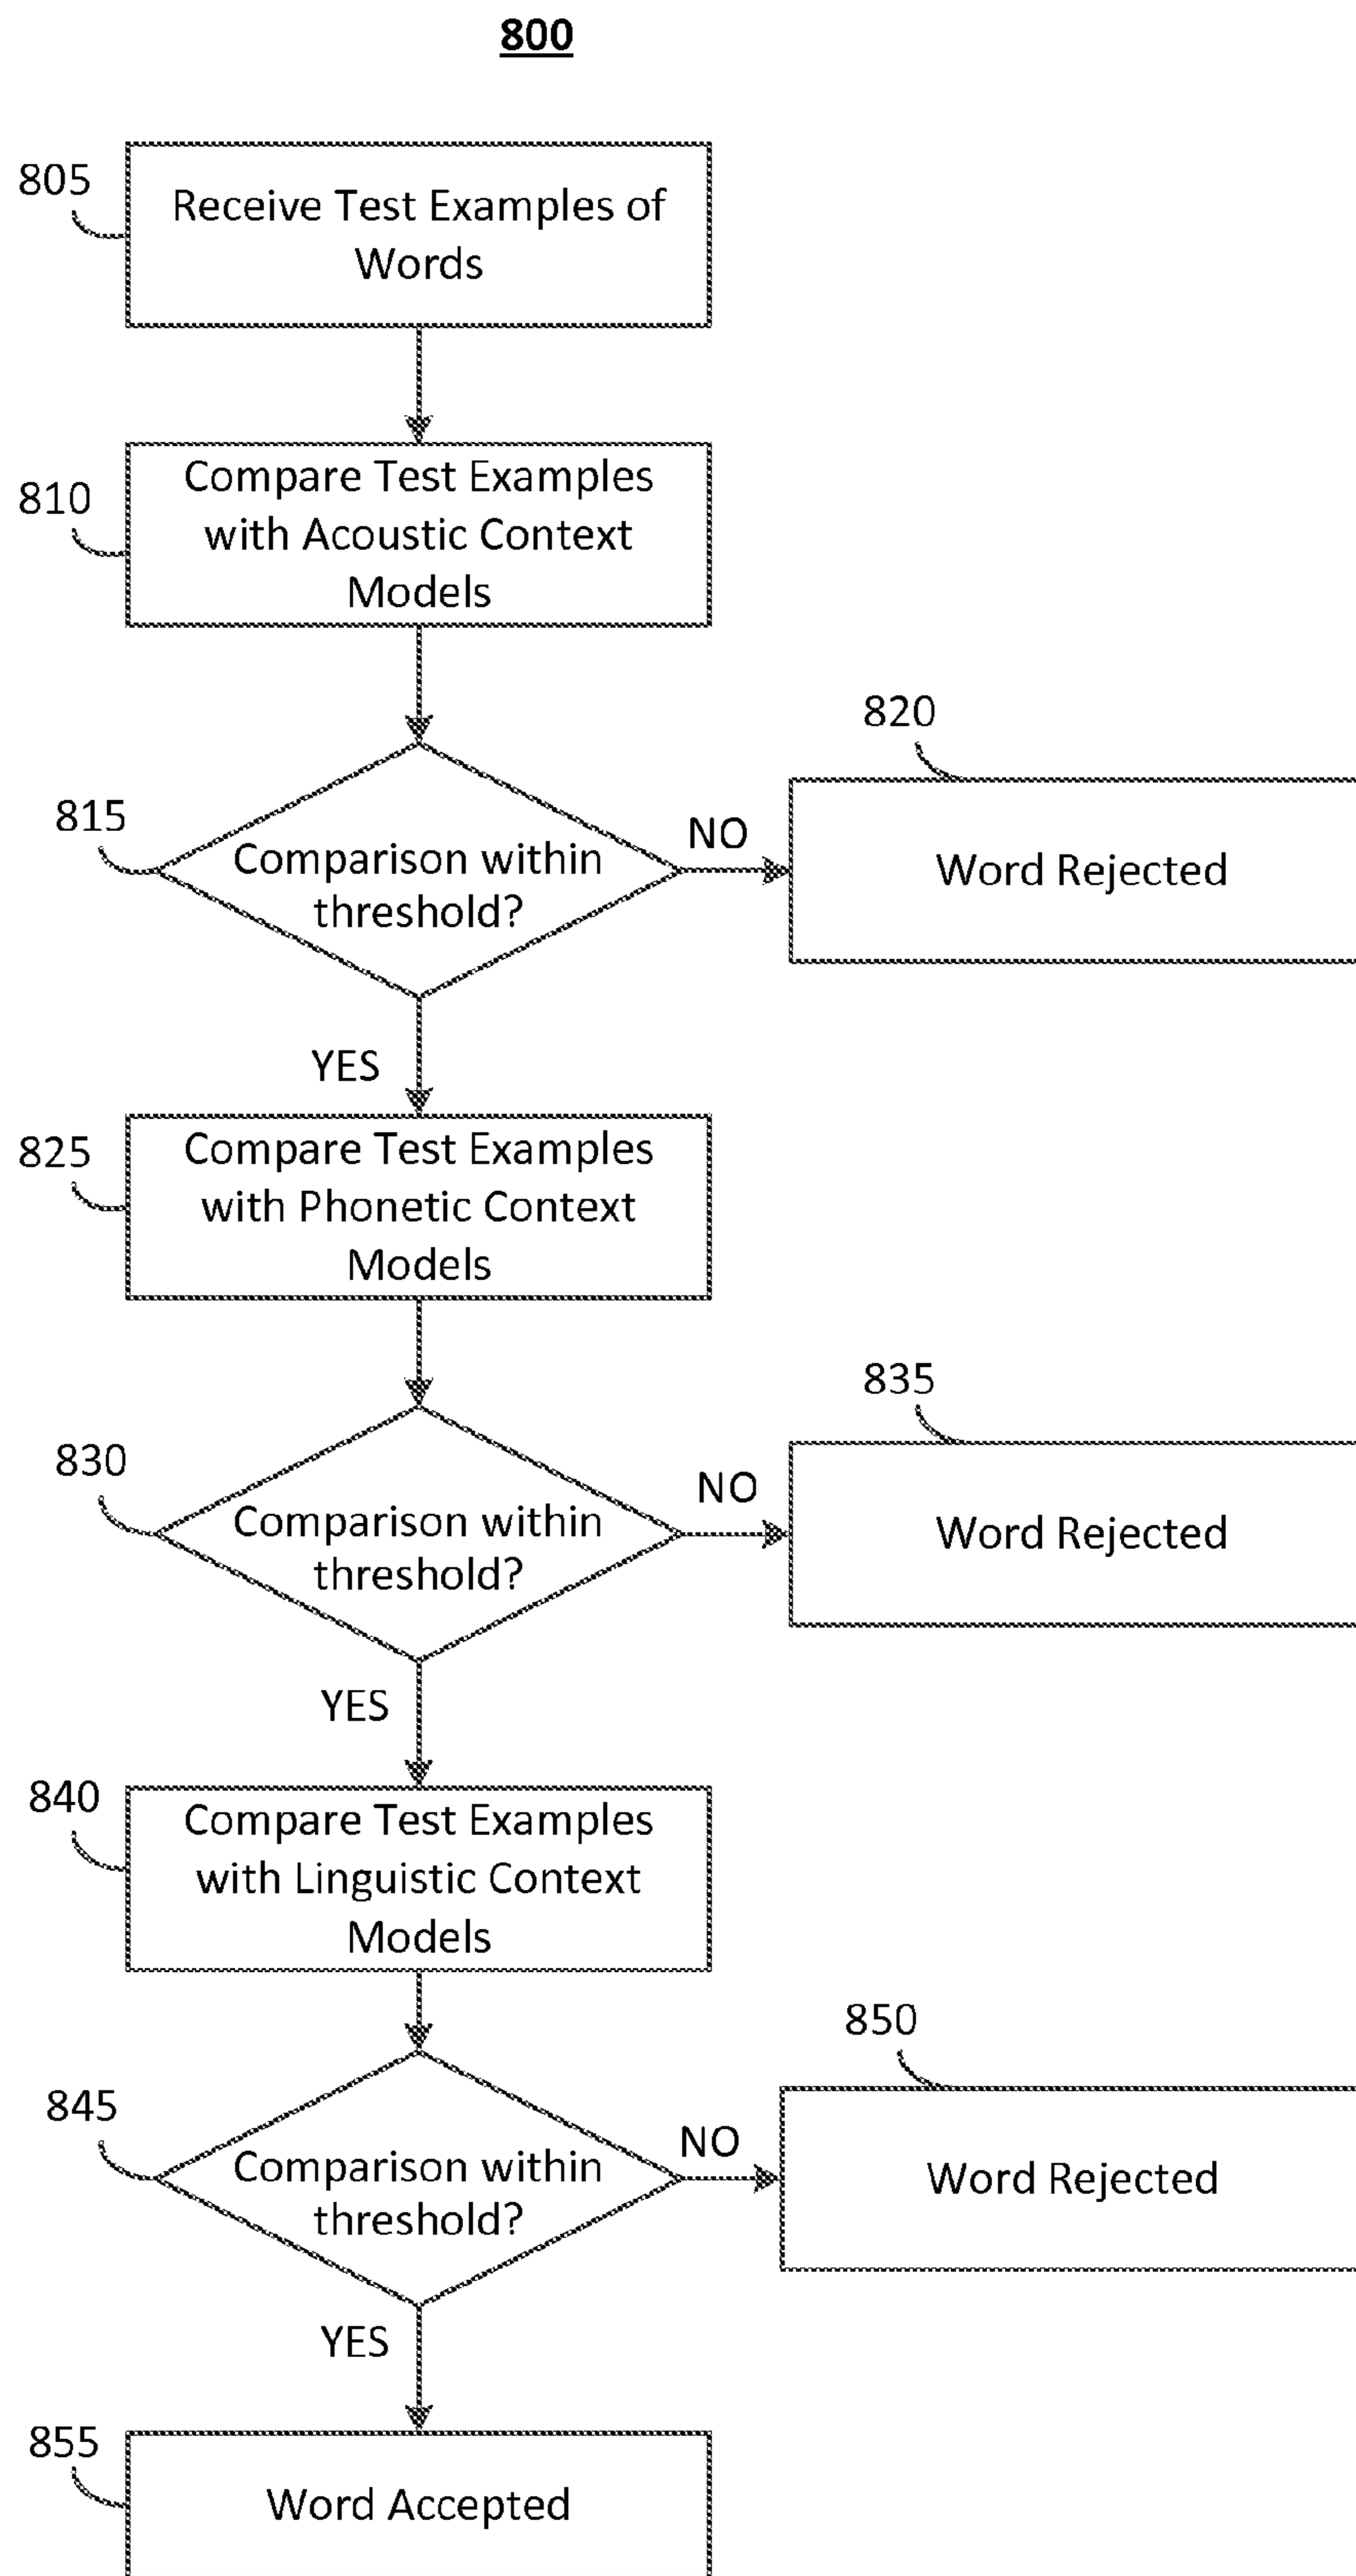 800
805
Receive Test Examples of
Words
810
Compare Test Examples
with Acoustic Context
Models
820
815
Comparison within
threshold?
NO
Word Rejected
YES
825
Compare Test Examples
with Phonetic Context
Models
835
830
Comparison within
threshold?
NO
Word Rejected
YES
840
Compare Test Examples
with Linguistic Context
Models
850
845
Comparison within
threshold?
NO
Word Rejected
YES
855
Word Accepted